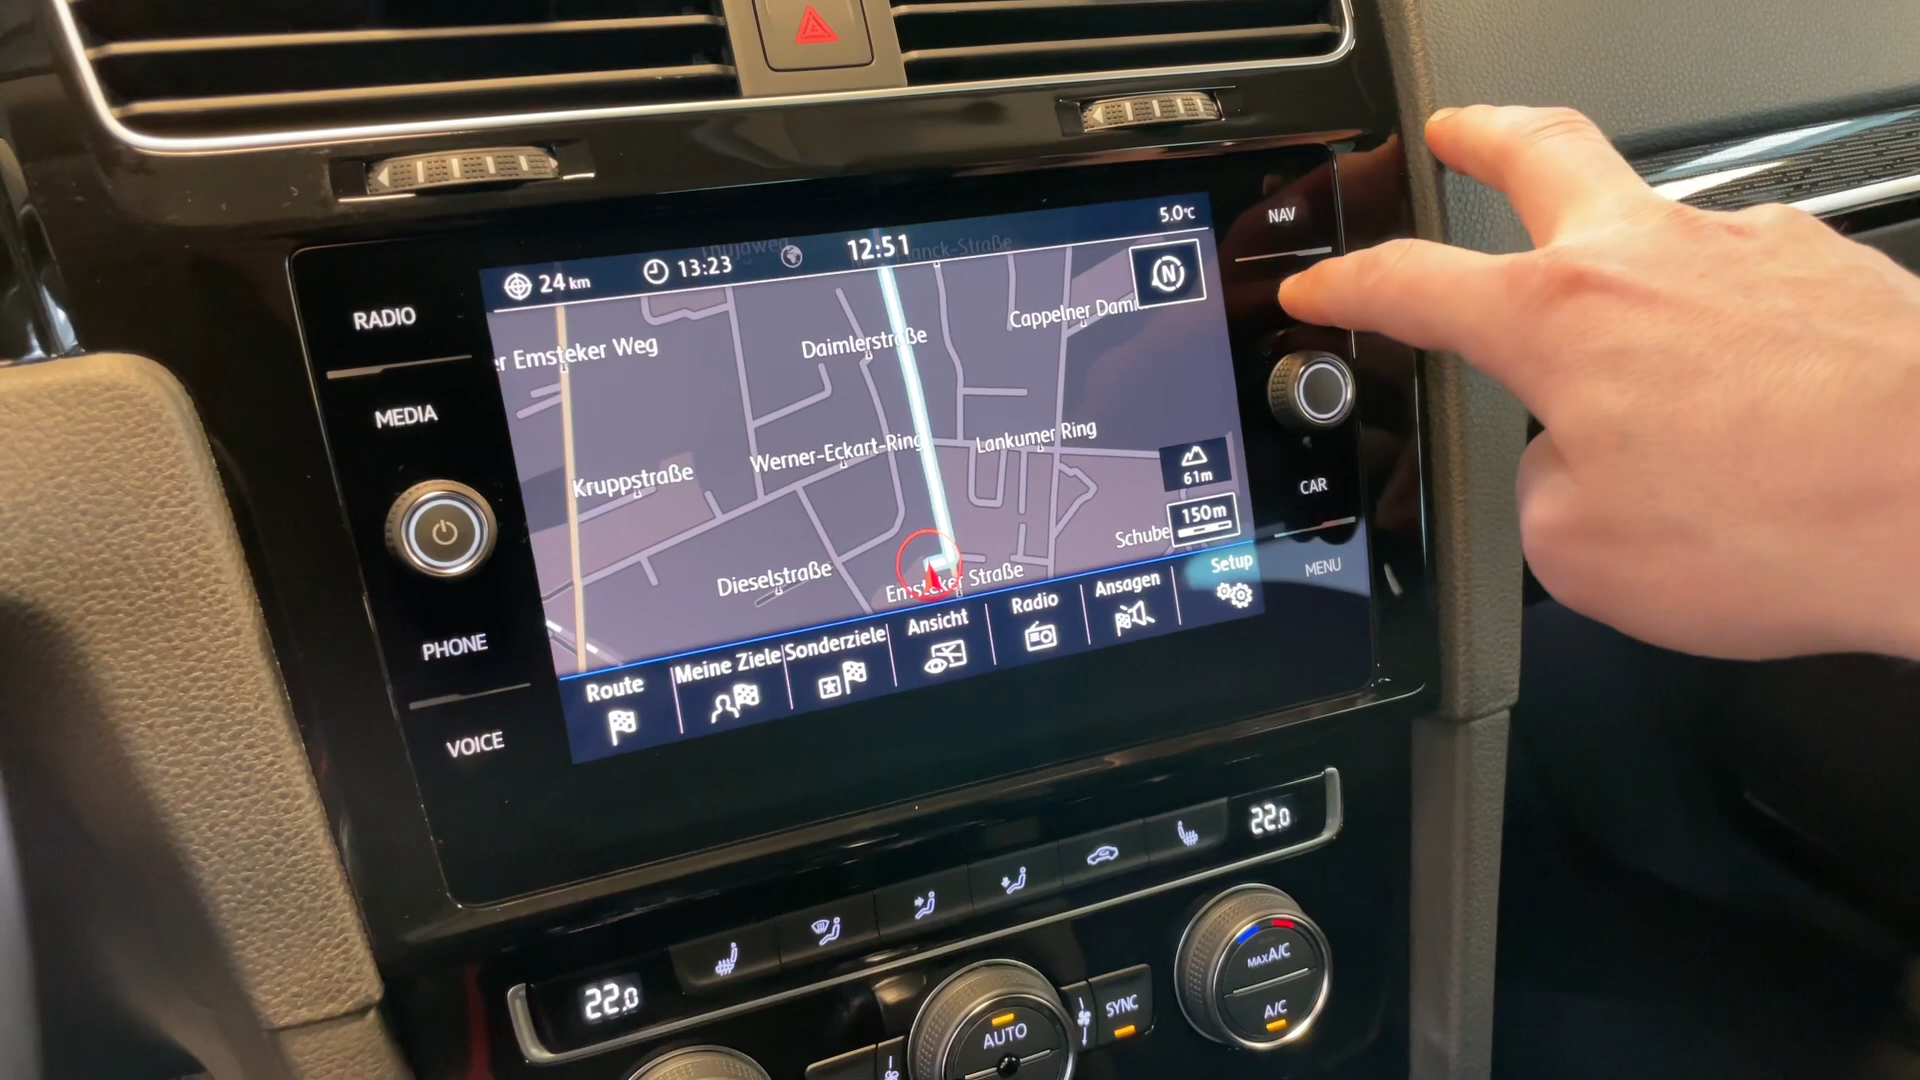 5.0°C
NAV
12:51
24 km
13:23
RADIO
Cappelner Dam
Daimlerstraße
r Emsteker Weg
MEDIA
Lankumer Ring
Werner-Eckart-Ring
Kruppstraße
61m
CAR
150m
Schube
Dieselstraße
Emsteker Straße
MENU
PHONE
Setup
Ansagen
Radio
Ansicht
Sonderziele
Meine Ziele
Route
VOICE
22.0
22.0
MAX A/C
A/C
SYNC
AUTO